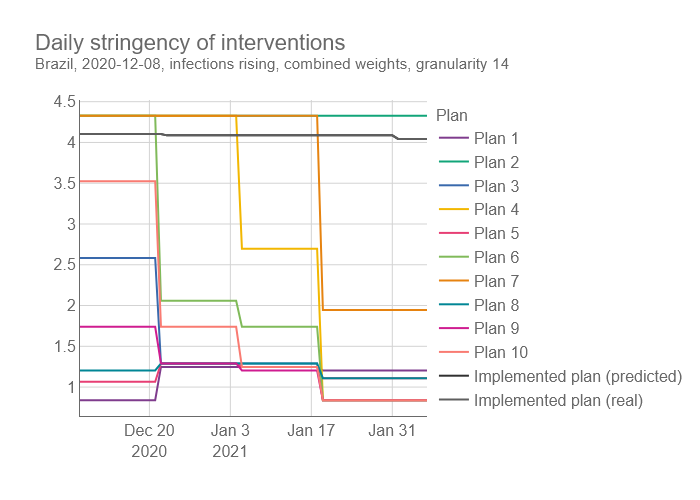 Daily stringency of interventions
Brazil, 2020-12-08, infections rising, combined weights, granularity 14
4.5
4
3.5
3
2.5
2
1.5
1
Dec 20
2020
Jan 3
2021
Jan 17
Jan 31
Plan
Plan 1
Plan 2
Plan 3
Plan 4
Plan 5
Plan 6
Plan 7
Plan 8
Plan 9
Plan 10
Implemented plan (predicted)
Implemented plan (real)